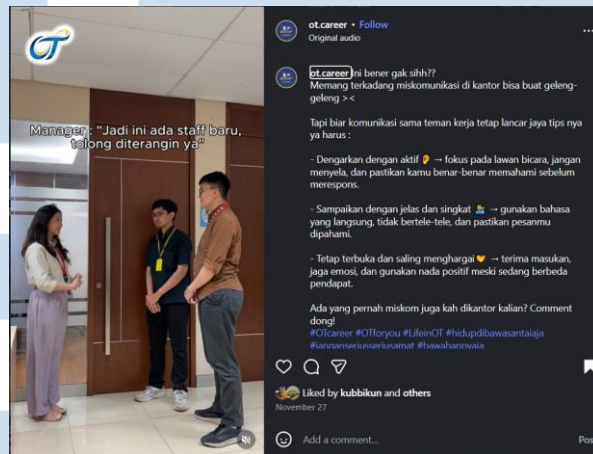 OT
Manager : "Jadi ini ada staff baru,
tolong diterangin ya"
ot.career • Follow
Original audio
...
ot.career Ini bener gak sihh??
Memang terkadang miskomunikasi di kantor bisa buat geleng-
geleng ><
Tapi biar komunikasi sama teman kerja tetap lancar jaya tips nya
ya harus :
- Dengarkan dengan aktif 👂 → fokus pada lawan bicara, jangan
menyela, dan pastikan kamu benar-benar memahami sebelum
merespons.
- Sampaikan dengan jelas dan singkat → gunakan bahasa
yang langsung, tidak bertele-tele, dan pastikan pesanmu
dipahami.
- Tetap terbuka dan saling menghargai 🧡 → terima masukan,
jaga emosi, dan gunakan nada positif meski sedang berbeda
pendapat.
Ada yang pernah miskom juga kah dikantor kalian? Comment
dong!
#OTcareer #OTforyou #LifeinOT #hidupdibawasantaiaja
#janganseriusseriusamat #bawahappyaja
Liked by kubbikun and others
November 27
Add a comment...
Pos